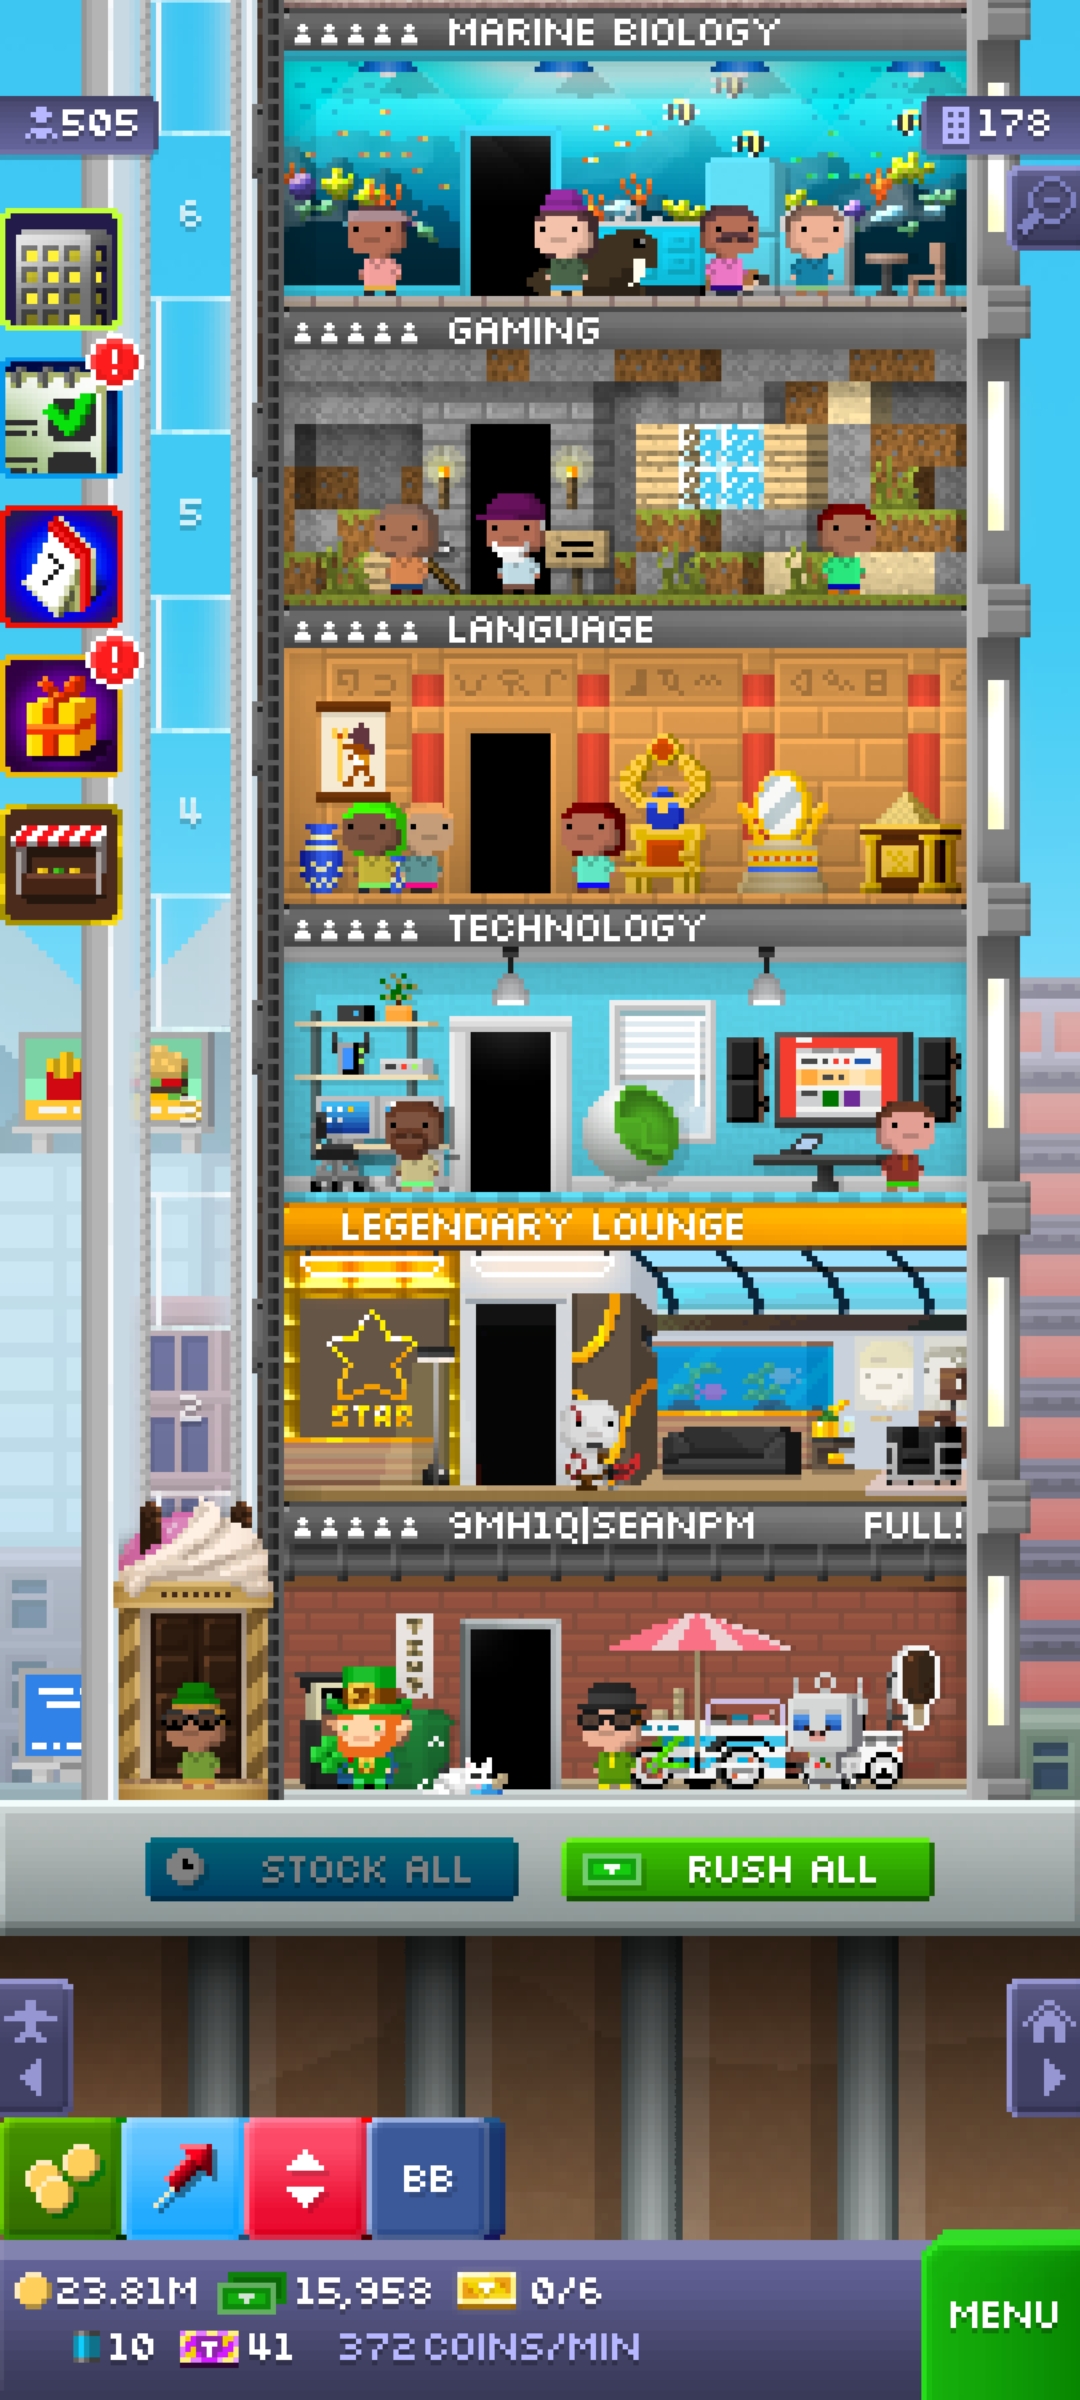 MARINE BIOLOGY
505
178
6
GAMING
5
7
LANGUAGE
4
TECHNOLOGY
LEGENDARY LOUNGE
STAR
2
9MH1Q|SEANPM FULL!
STOCK ALL
RUSH ALL
BB
23.81M 15,958 0/6
10 41 372 COINS/MIN
MENU